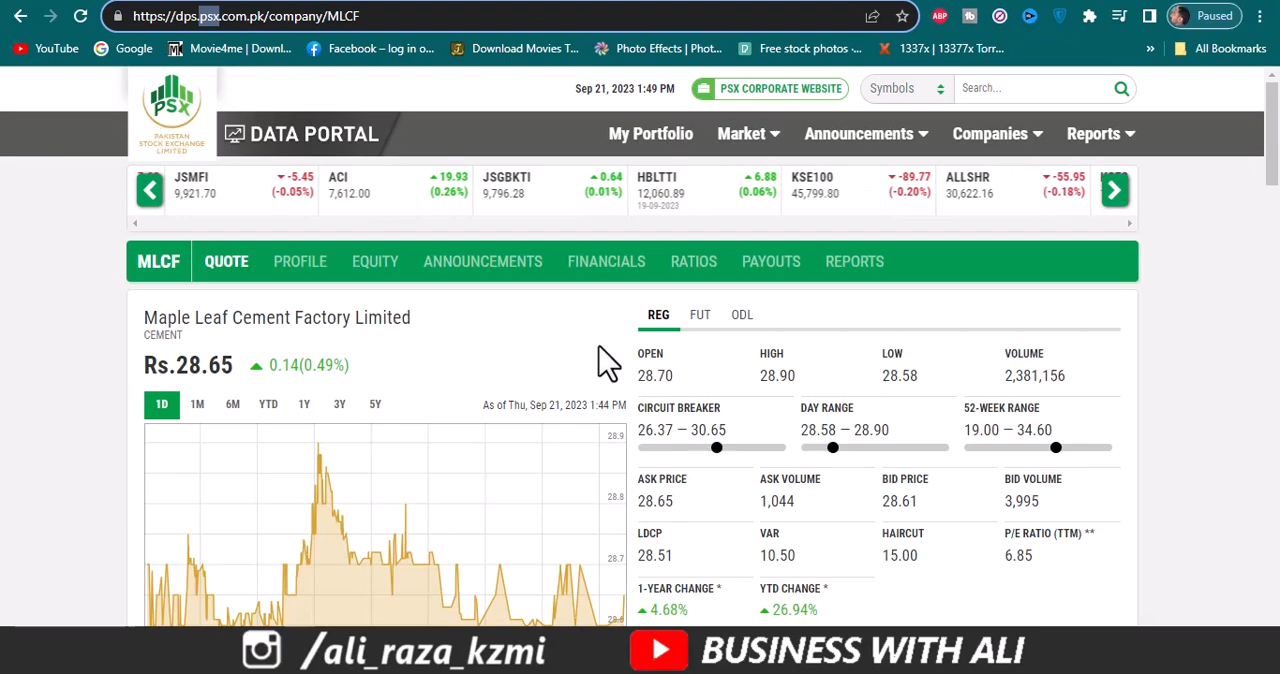 https://dps.psx.com.pk/company/MLCF
Paused
YouTube
Google
Movie4me | Downl...
Facebook – log in o...
Download Movies T...
Photo Effects | Phot...
Free stock photos -...
1337x | 13377x Torr...
»
All Bookmarks
PSX
PAKISTAN
STOCK EXCHANGE
LIMITED
Sep 21, 2023 1:49 PM
PSX CORPORATE WEBSITE
Symbols
Search...
DATA PORTAL
My Portfolio
Market
Announcements
Companies
Reports
JSMFI -5.45
9,921.70 (-0.05%)
ACI 19.93
7,612.00 (0.26%)
JSGBKTI 0.64
9,796.28 (0.01%)
HBLTTI 6.88
12,060.89 (0.06%)
19-09-2023
KSE100 -89.77
45,799.80 (-0.20%)
ALLSHR -55.95
30,622.16 (-0.18%)
MLCF QUOTE PROFILE EQUITY ANNOUNCEMENTS FINANCIALS RATIOS PAYOUTS REPORTS
Maple Leaf Cement Factory Limited
CEMENT
Rs.28.65 0.14(0.49%)
1D 1M 6M YTD 1Y 3Y 5Y
As of Thu, Sep 21, 2023 1:44 PM
28.9
28.8
28.7
REG FUT ODL
OPEN HIGH LOW VOLUME
28.70 28.90 28.58 2,381,156
CIRCUIT BREAKER DAY RANGE 52-WEEK RANGE
26.37 — 30.65 28.58 — 28.90 19.00 — 34.60
ASK PRICE ASK VOLUME BID PRICE BID VOLUME
28.65 1,044 28.61 3,995
LDCP VAR HAIRCUT P/E RATIO (TTM) **
28.51 10.50 15.00 6.85
1-YEAR CHANGE * YTD CHANGE *
4.68% 26.94%
/ali_raza_kzmi
BUSINESS WITH ALI